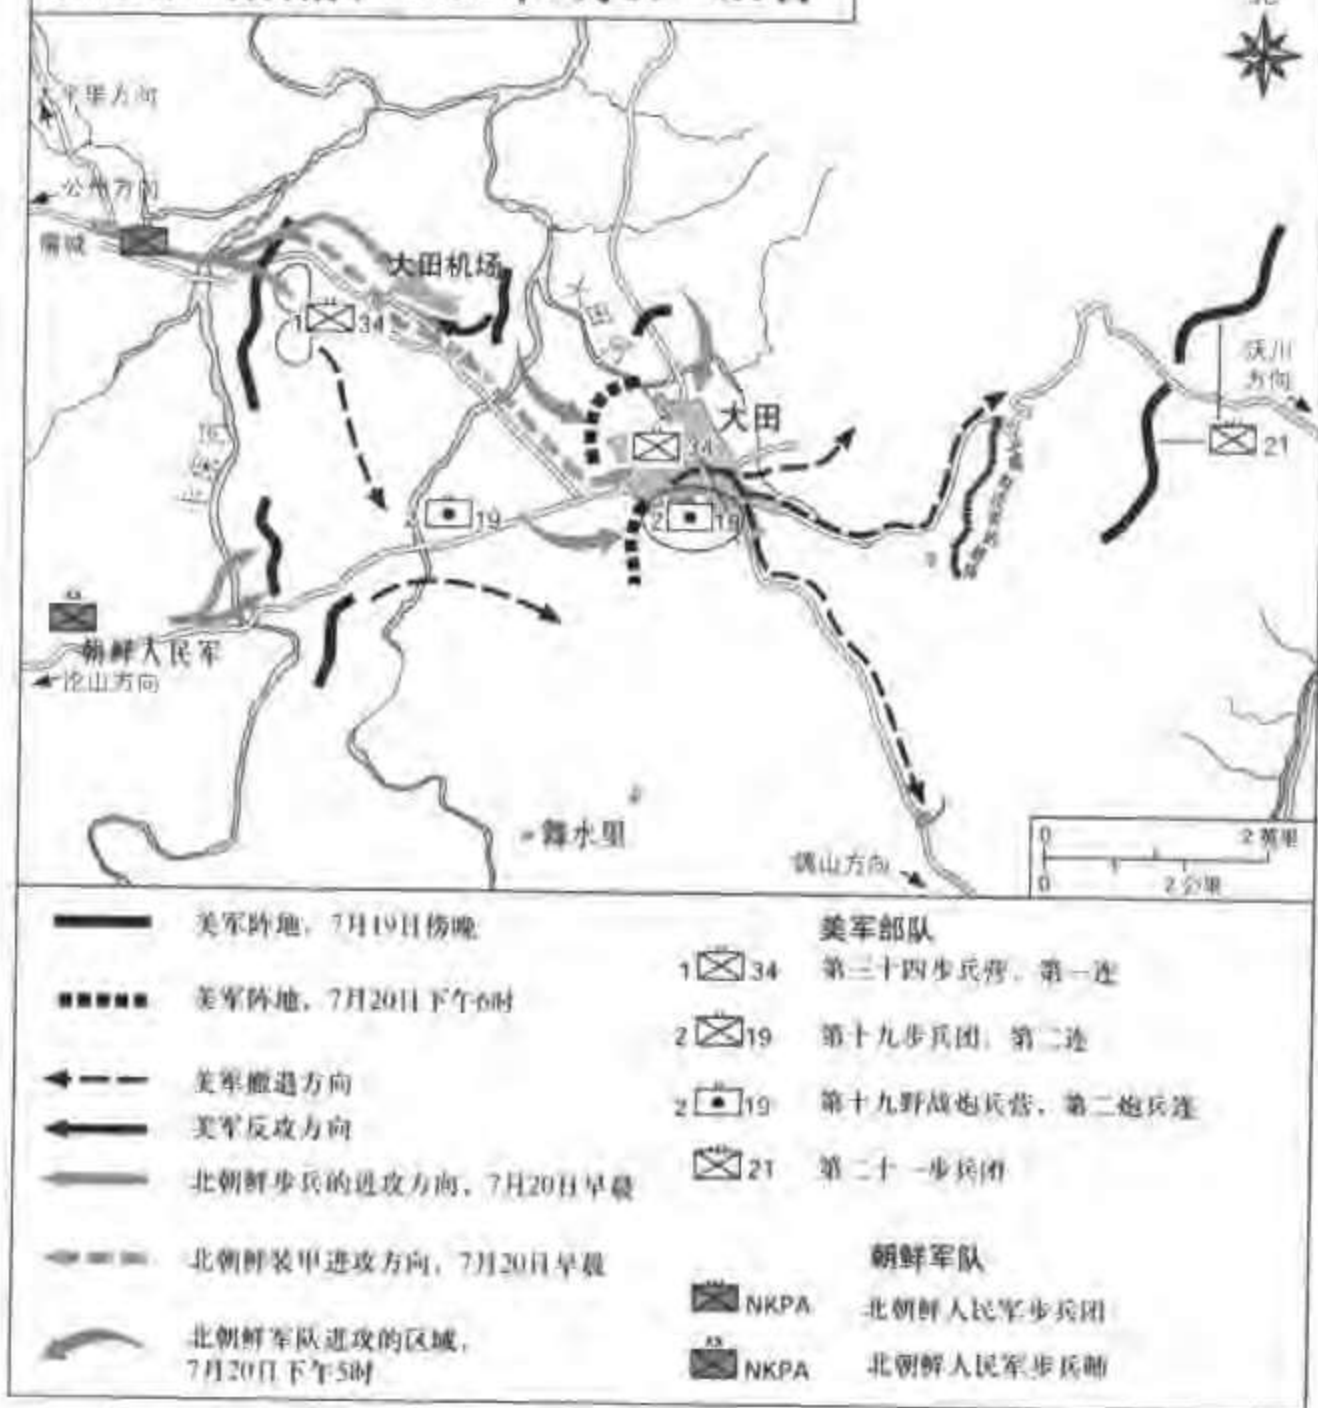 平里方向
公州方向
儒城
大田机场
1 34
大田
34
大田
沃川
方向
21
19
2 19
朝鲜人民军
论山方向
舞水里
山方向
0 2英里
0 2公里
美军阵地，7月19日傍晚
美军阵地，7月20日下午6时
美军撤退方向
美军反攻方向
北朝鲜步兵的进攻方向，7月20日早晨
北朝鲜装甲进攻方向，7月20日早晨
北朝鲜军队进攻的区域，
7月20日下午5时
美军部队
1 34 第三十四步兵营，第一连
2 19 第十九步兵团，第二连
2 19 第十九野战炮兵营，第二炮兵连
21 第二十一步兵团
朝鲜军队
NKPA 北朝鲜人民军步兵团
NKPA 北朝鲜人民军步兵师